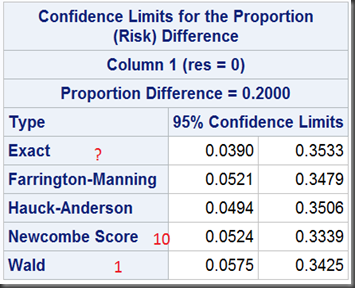 Confidence Limits for the Proportion
(Risk) Difference
Column 1 (res = 0)
Proportion Difference = 0.2000
Type 95% Confidence Limits
Exact ? 0.0390 0.3533
Farrington-Manning 0.0521 0.3479
Hauck-Anderson 0.0494 0.3506
Newcombe Score 10 0.0524 0.3339
Wald 1 0.0575 0.3425